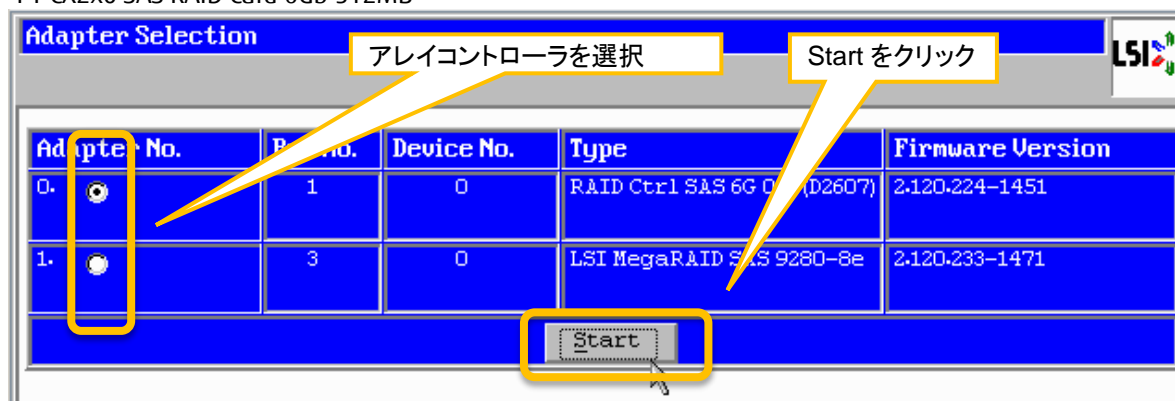 Adapter Selection
アレイコントローラを選択
Start をクリック
LSI
Adapter No. No. Device No. Type Firmware Version
0. 1 0 RAID Ctrl SAS 6G (D2607) 2.120.224-1451
1. 3 0 LSI MegaRAID SAS 9280-8e 2.120.233-1471
Start